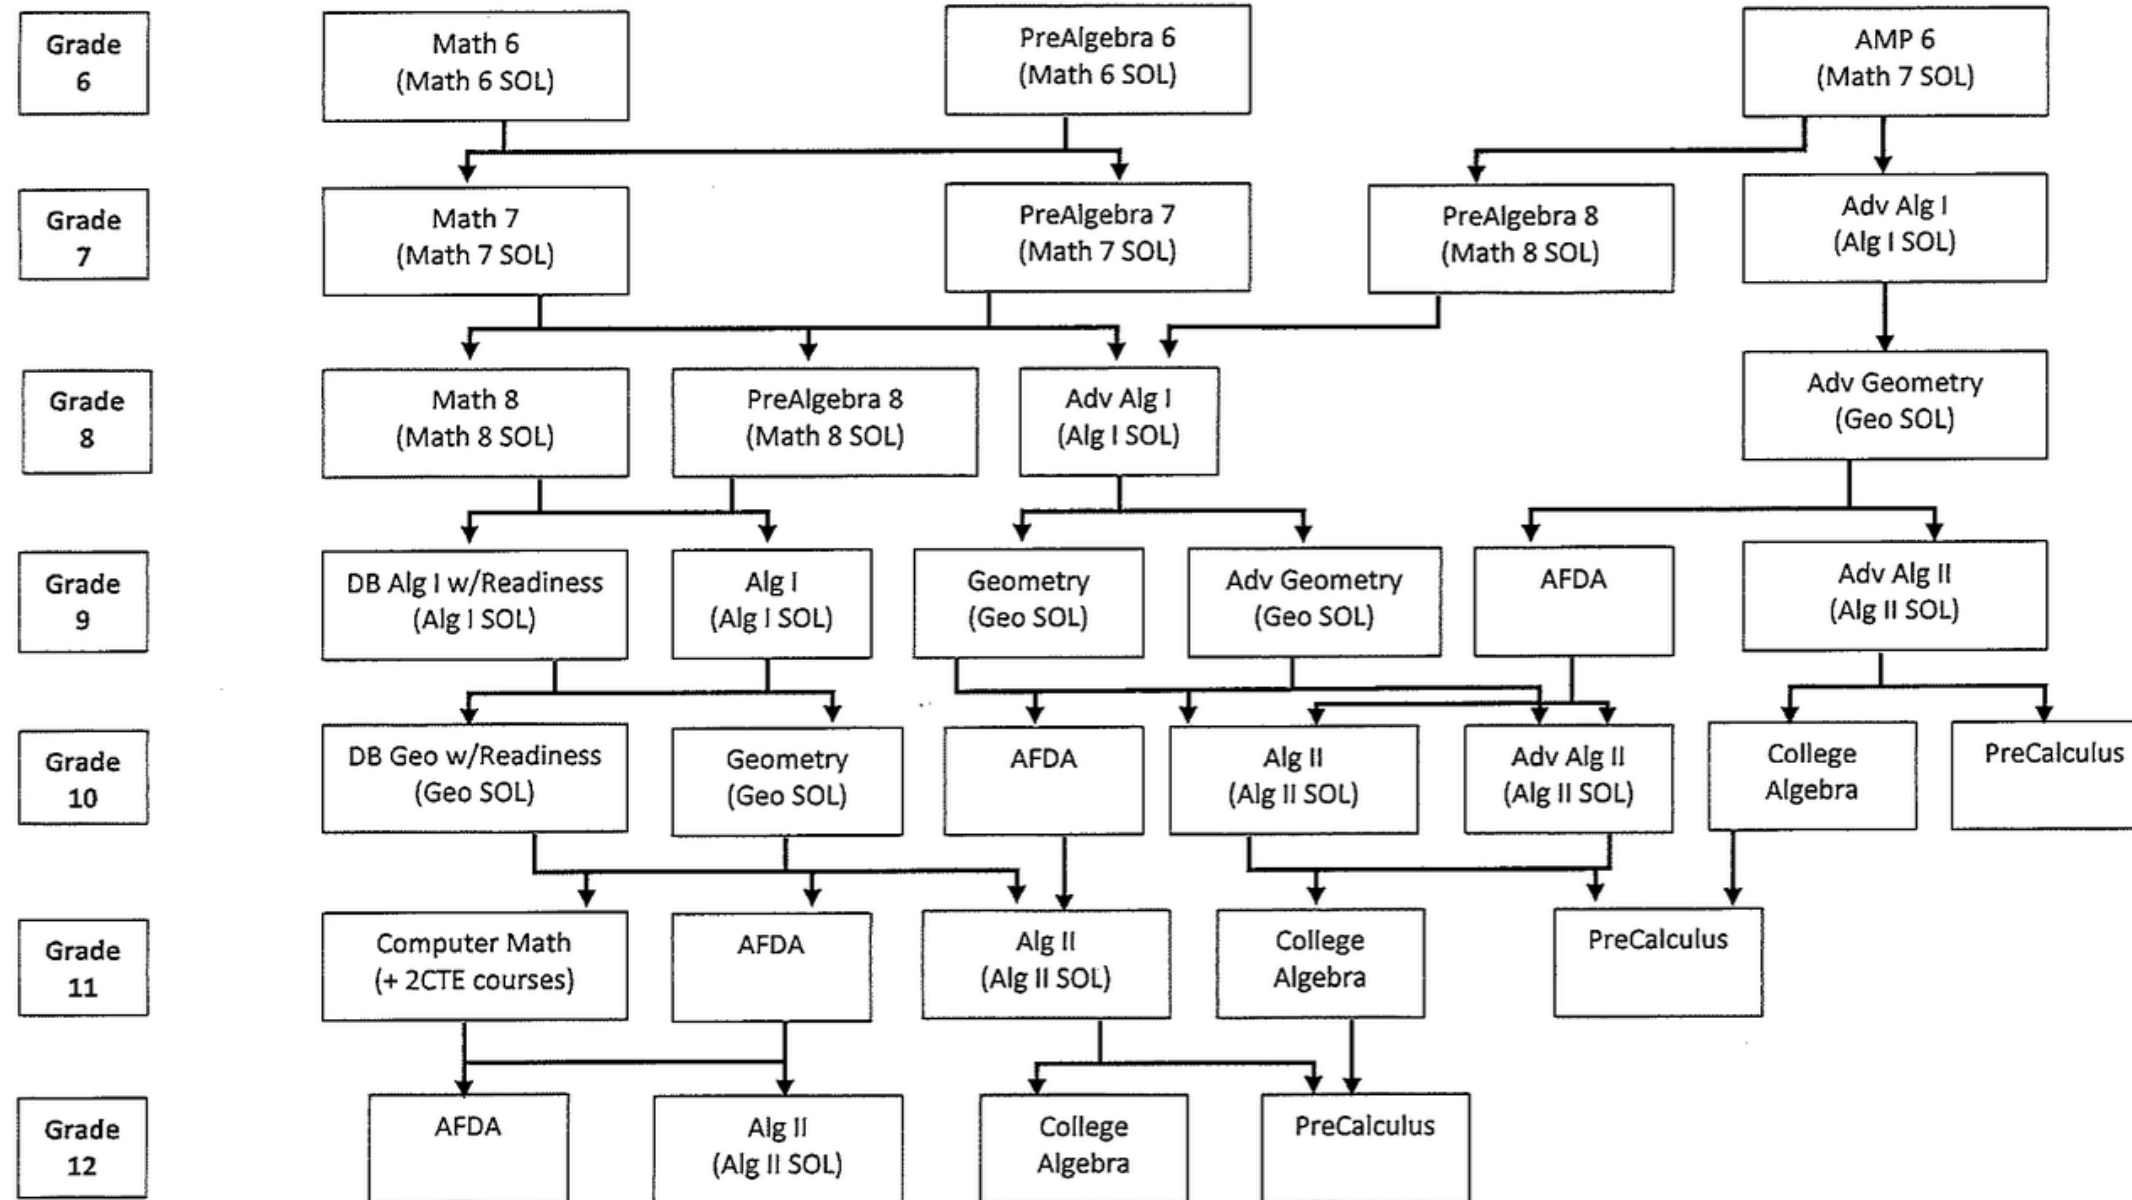 Grade
6
Math 6
(Math 6 SOL)
PreAlgebra 6
(Math 6 SOL)
AMP 6
(Math 7 SOL)
Grade
7
Math 7
(Math 7 SOL)
PreAlgebra 7
(Math 7 SOL)
PreAlgebra 8
(Math 8 SOL)
Adv Alg I
(Alg I SOL)
Grade
8
Math 8
(Math 8 SOL)
PreAlgebra 8
(Math 8 SOL)
Adv Alg I
(Alg I SOL)
Adv Geometry
(Geo SOL)
Grade
9
DB Alg I w/Readiness
(Alg I SOL)
Alg I
(Alg I SOL)
Geometry
(Geo SOL)
Adv Geometry
(Geo SOL)
AFDA
Adv Alg II
(Alg II SOL)
Grade
10
DB Geo w/Readiness
(Geo SOL)
Geometry
(Geo SOL)
AFDA
Alg II
(Alg II SOL)
Adv Alg II
(Alg II SOL)
College
Algebra
PreCalculus
Grade
11
Computer Math
(+ 2CTE courses)
AFDA
Alg II
(Alg II SOL)
College
Algebra
PreCalculus
Grade
12
AFDA
Alg II
(Alg II SOL)
College
Algebra
PreCalculus